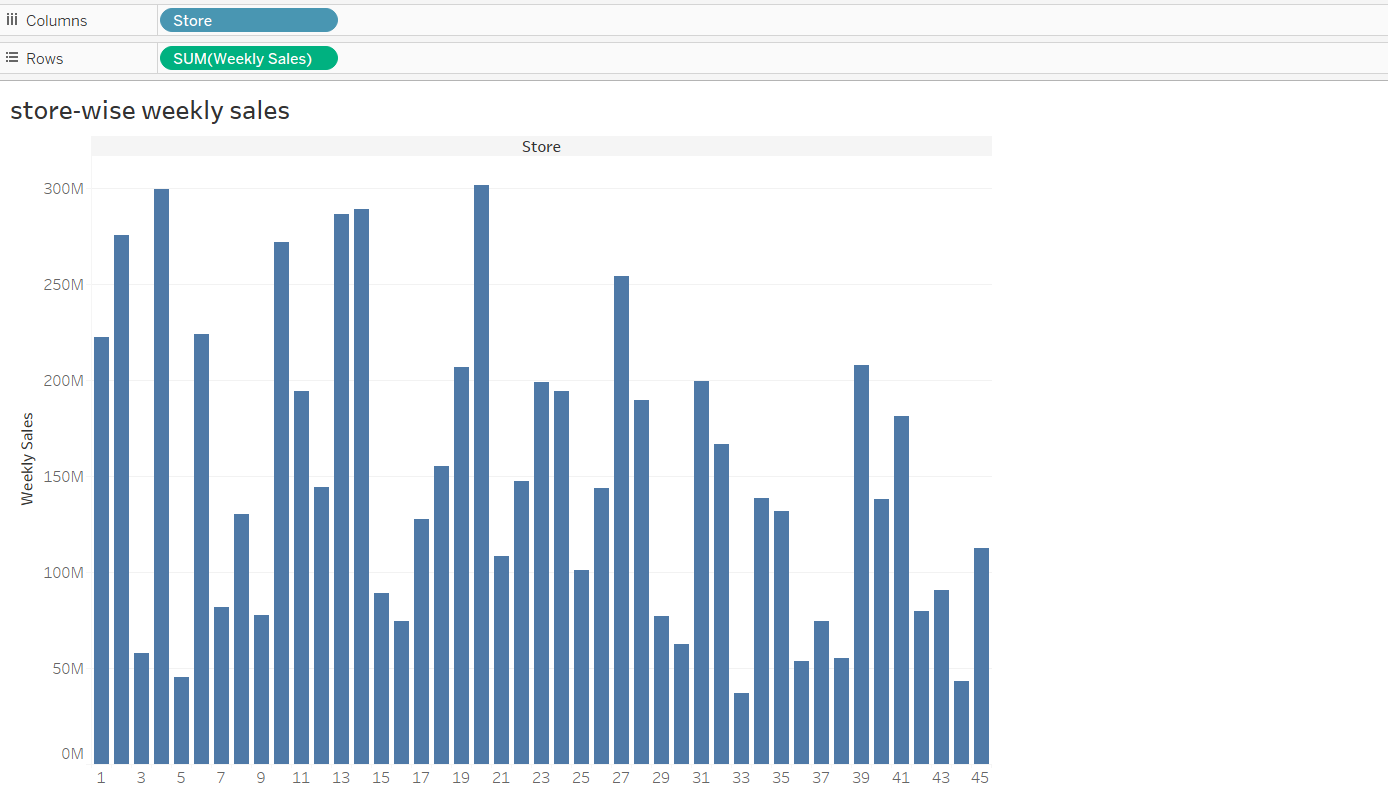 Columns Store
Rows SUM(Weekly Sales)
store-wise weekly sales
Store
300M
250M
200M
150M
100M
50M
0M
Weekly Sales
1 3 5 7 9 11 13 15 17 19 21 23 25 27 29 31 33 35 37 39 41 43 45